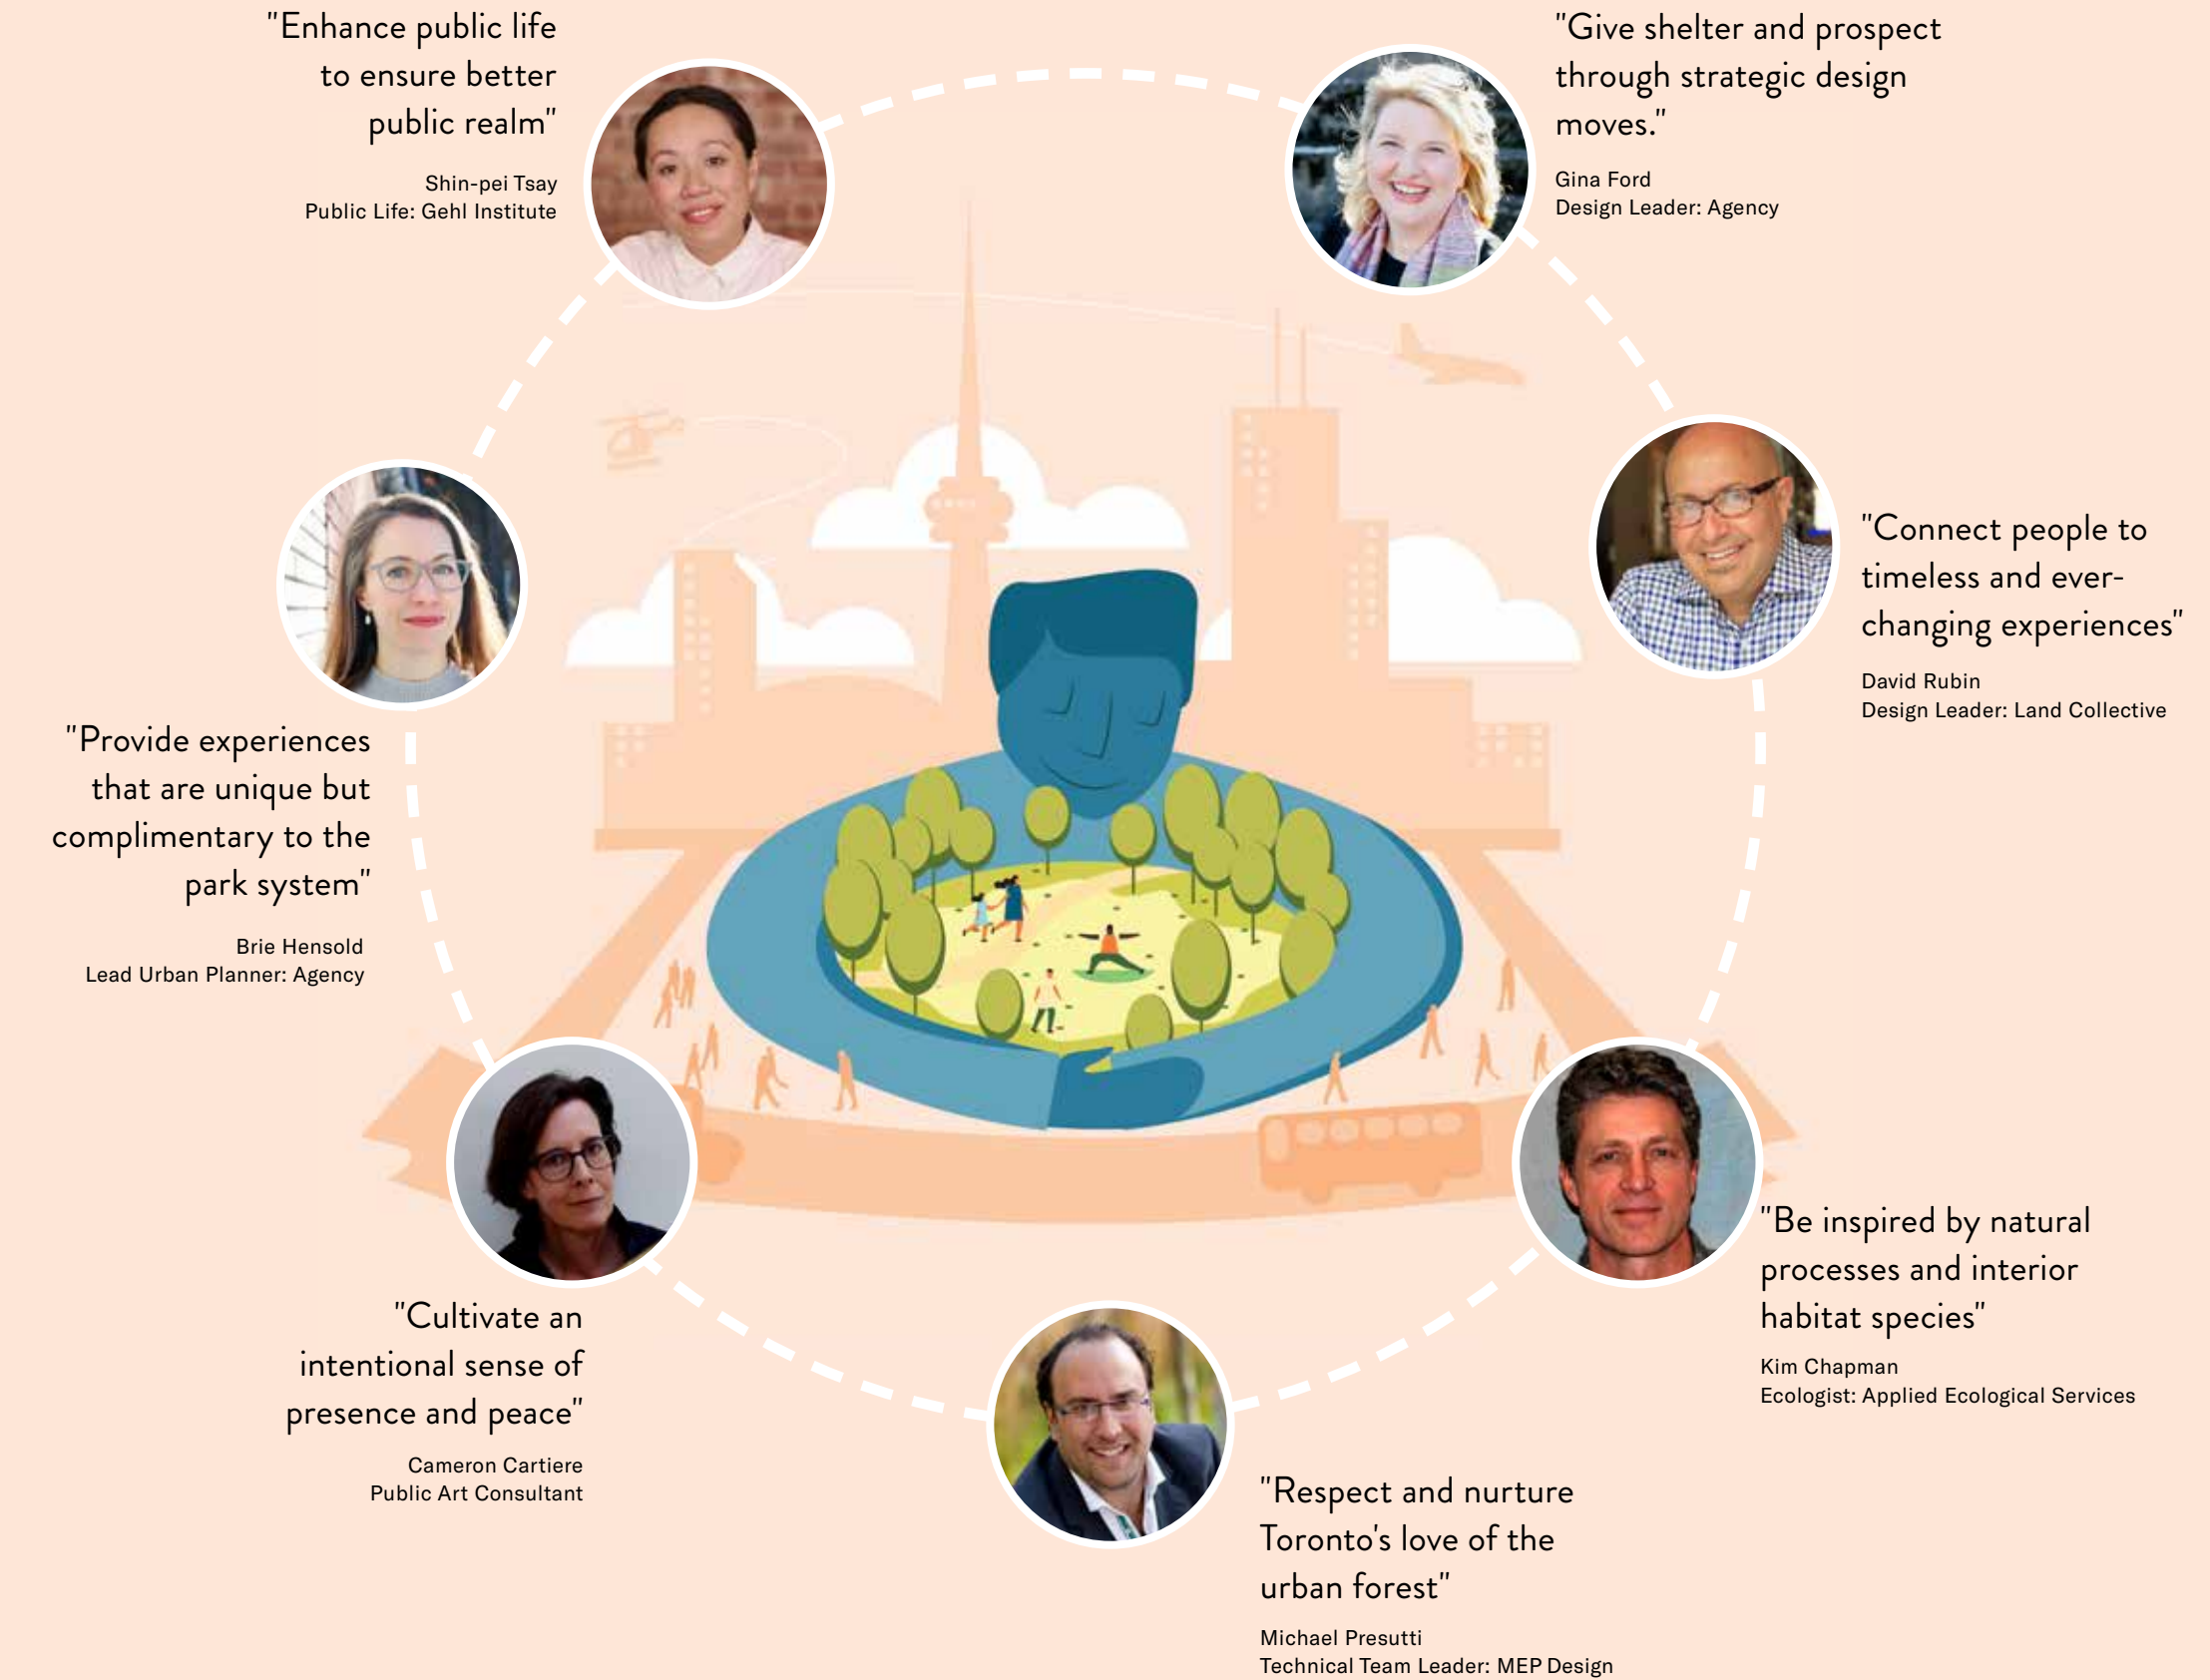 "Enhance public life
to ensure better
public realm"
Shin-pei Tsay
Public Life: Gehl Institute
"Give shelter and prospect
through strategic design
moves."
Gina Ford
Design Leader: Agency
"Connect people to
timeless and ever-
changing experiences"
David Rubin
Design Leader: Land Collective
"Provide experiences
that are unique but
complimentary to the
park system"
Brie Hensold
Lead Urban Planner: Agency
"Be inspired by natural
processes and interior
habitat species"
Kim Chapman
Ecologist: Applied Ecological Services
"Cultivate an
intentional sense of
presence and peace"
Cameron Cartiere
Public Art Consultant
"Respect and nurture
Toronto's love of the
urban forest"
Michael Presutti
Technical Team Leader: MEP Design